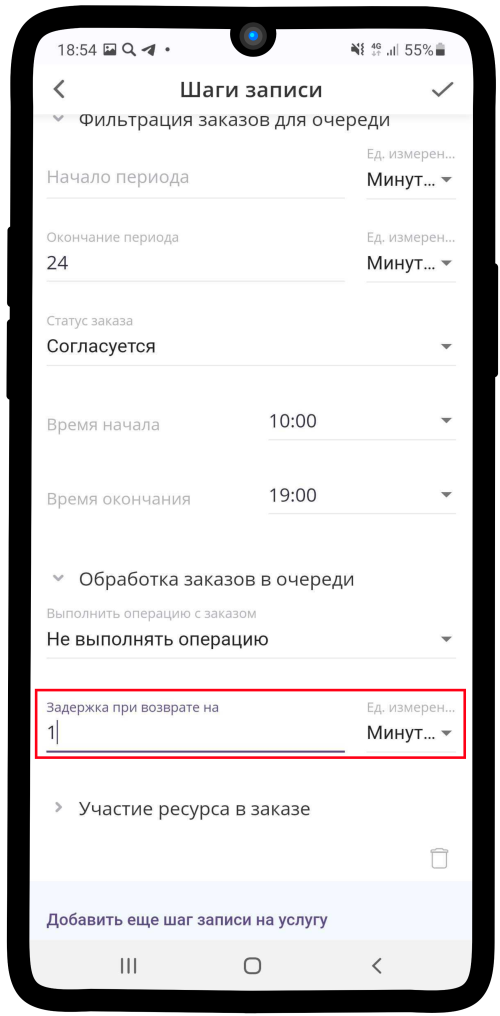 18:54 4G 55%
Шаги записи
Фильтрация заказов для очереди
Ед. измерен...
Начало периода Минут...
Окончание периода Ед. измерен...
24 Минут...
Статус заказа
Согласуется
Время начала 10:00
Время окончания 19:00
Обработка заказов в очереди
Выполнить операцию с заказом
Не выполнять операцию
Задержка при возврате на Ед. измерен...
1 Минут...
Участие ресурса в заказе
Добавить еще шаг записи на услугу